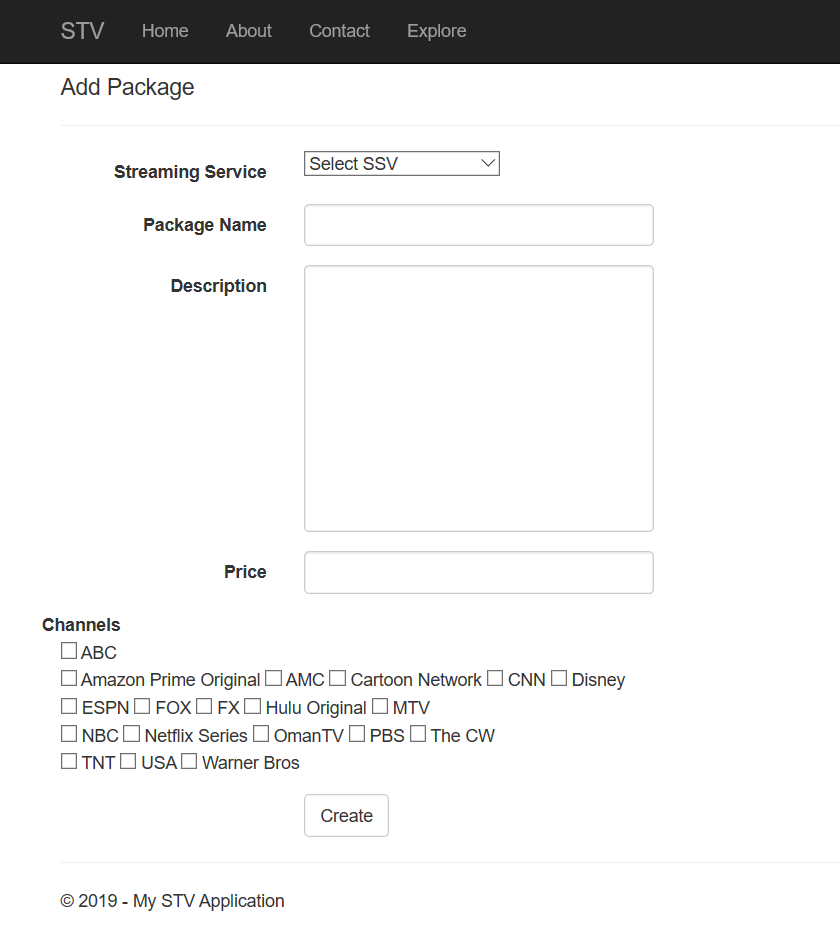 STV Home About Contact Explore
Add Package
Streaming Service Select SSV
Package Name
Description
Price
Channels
ABC
Amazon Prime Original AMC Cartoon Network CNN Disney
ESPN FOX FX Hulu Original MTV
NBC Netflix Series OmanTV PBS The CW
TNT USA Warner Bros
Create
© 2019 - My STV Application